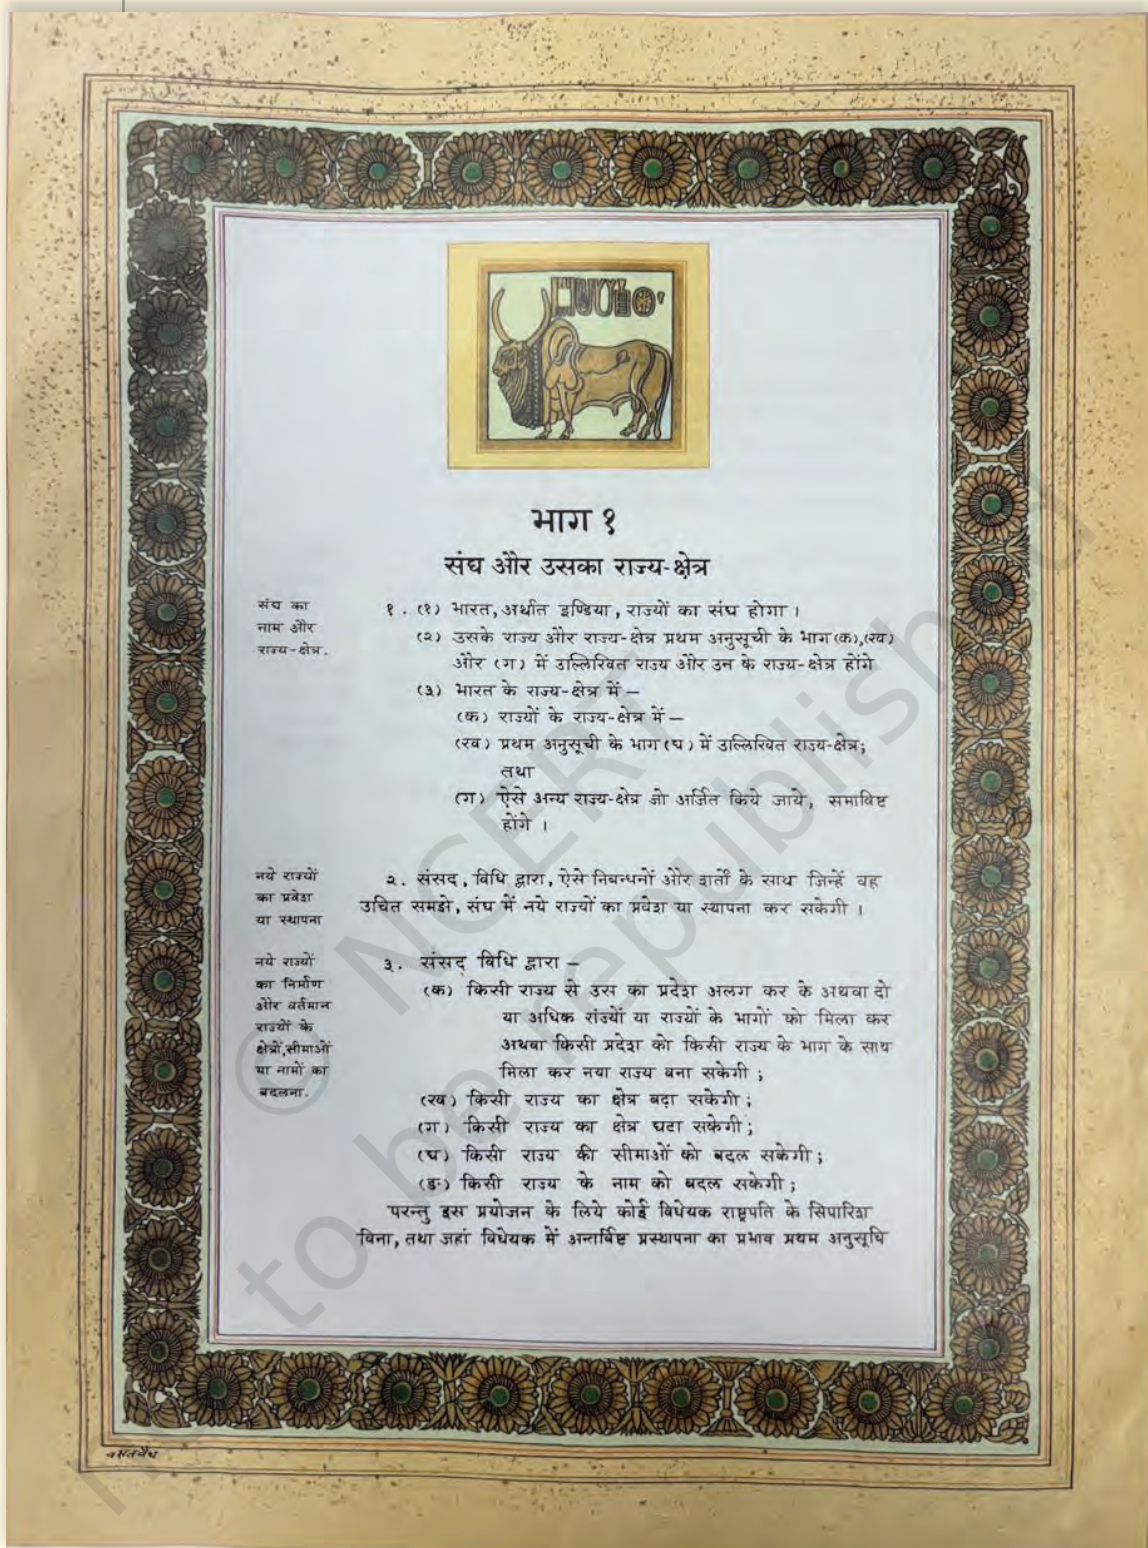 भाग १
संघ और उसका राज्य-क्षेत्र
संघ का
नाम और
राज्य-क्षेत्र.
१. (१) भारत, अर्थात इण्डिया, राज्यों का संघ होगा।
(२) उसके राज्य और राज्य-क्षेत्र प्रथम अनुसूची के भाग (क),(ख)
और (ग) में उल्लिखित राज्य और उन के राज्य-क्षेत्र होंगे
(३) भारत के राज्य-क्षेत्र में —
(क) राज्यों के राज्य-क्षेत्र में —
(ख) प्रथम अनुसूची के भाग (घ) में उल्लिखित राज्य-क्षेत्र;
तथा
(ग) ऐसे अन्य राज्य-क्षेत्र जो अर्जित किये जाये, समाविष्ट
होंगे।
नये राज्यों
का प्रवेश
या स्थापना
२. संसद, विधि द्वारा, ऐसे निबन्धनों और शर्तों के साथ जिन्हें वह
उचित समझे, संघ में नये राज्यों का प्रवेश या स्थापना कर सकेगी।
नये राज्यों
का निर्माण
और वर्तमान
राज्यों के
क्षेत्रों, सीमाओं
या नामों का
बदलना.
३. संसद् विधि द्वारा —
(क) किसी राज्य से उस का प्रदेश अलग कर के अथवा दो
या अधिक रांज्यों या राज्यों के भागों को मिला कर
अथवा किसी प्रदेश को किसी राज्य के भाग के साथ
मिला कर नया राज्य बना सकेगी;
(ख) किसी राज्य का क्षेत्र बढ़ा सकेगी;
(ग) किसी राज्य का क्षेत्र घटा सकेगी;
(घ) किसी राज्य की सीमाओं को बदल सकेगी;
(ङ) किसी राज्य के नाम को बदल सकेगी;
परन्तु इस प्रयोजन के लिये कोई विधेयक राष्ट्रपति के सिपारिश
विना, तथा जहां विधेयक में अन्तर्विष्ट प्रस्थापना का प्रभाव प्रथम अनुसूचि
© NCERT
to be republished